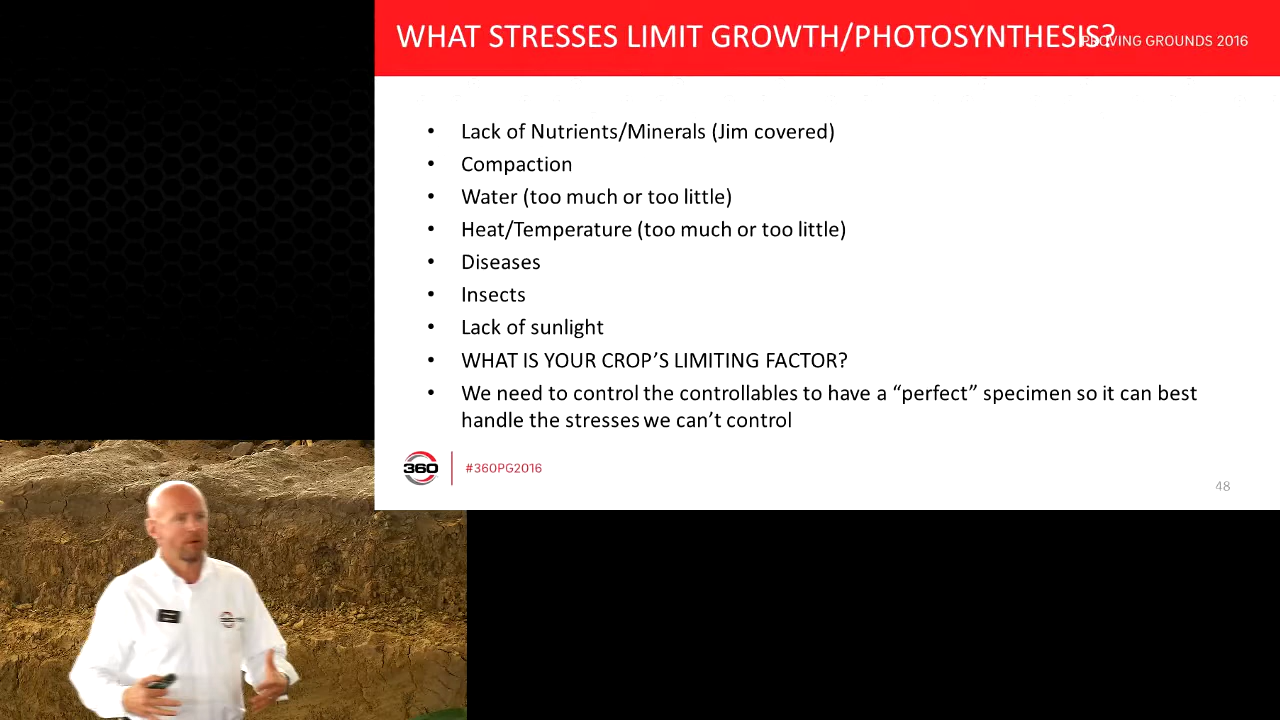 WHAT STRESSES LIMIT GROWTH/PHOTOSYNTHESIS?
PROVING GROUNDS 2016
• Lack of Nutrients/Minerals (Jim covered)
• Compaction
• Water (too much or too little)
• Heat/Temperature (too much or too little)
• Diseases
• Insects
• Lack of sunlight
• WHAT IS YOUR CROP’S LIMITING FACTOR?
• We need to control the controllables to have a “perfect” specimen so it can best
handle the stresses we can’t control
360
#360PG2016
48